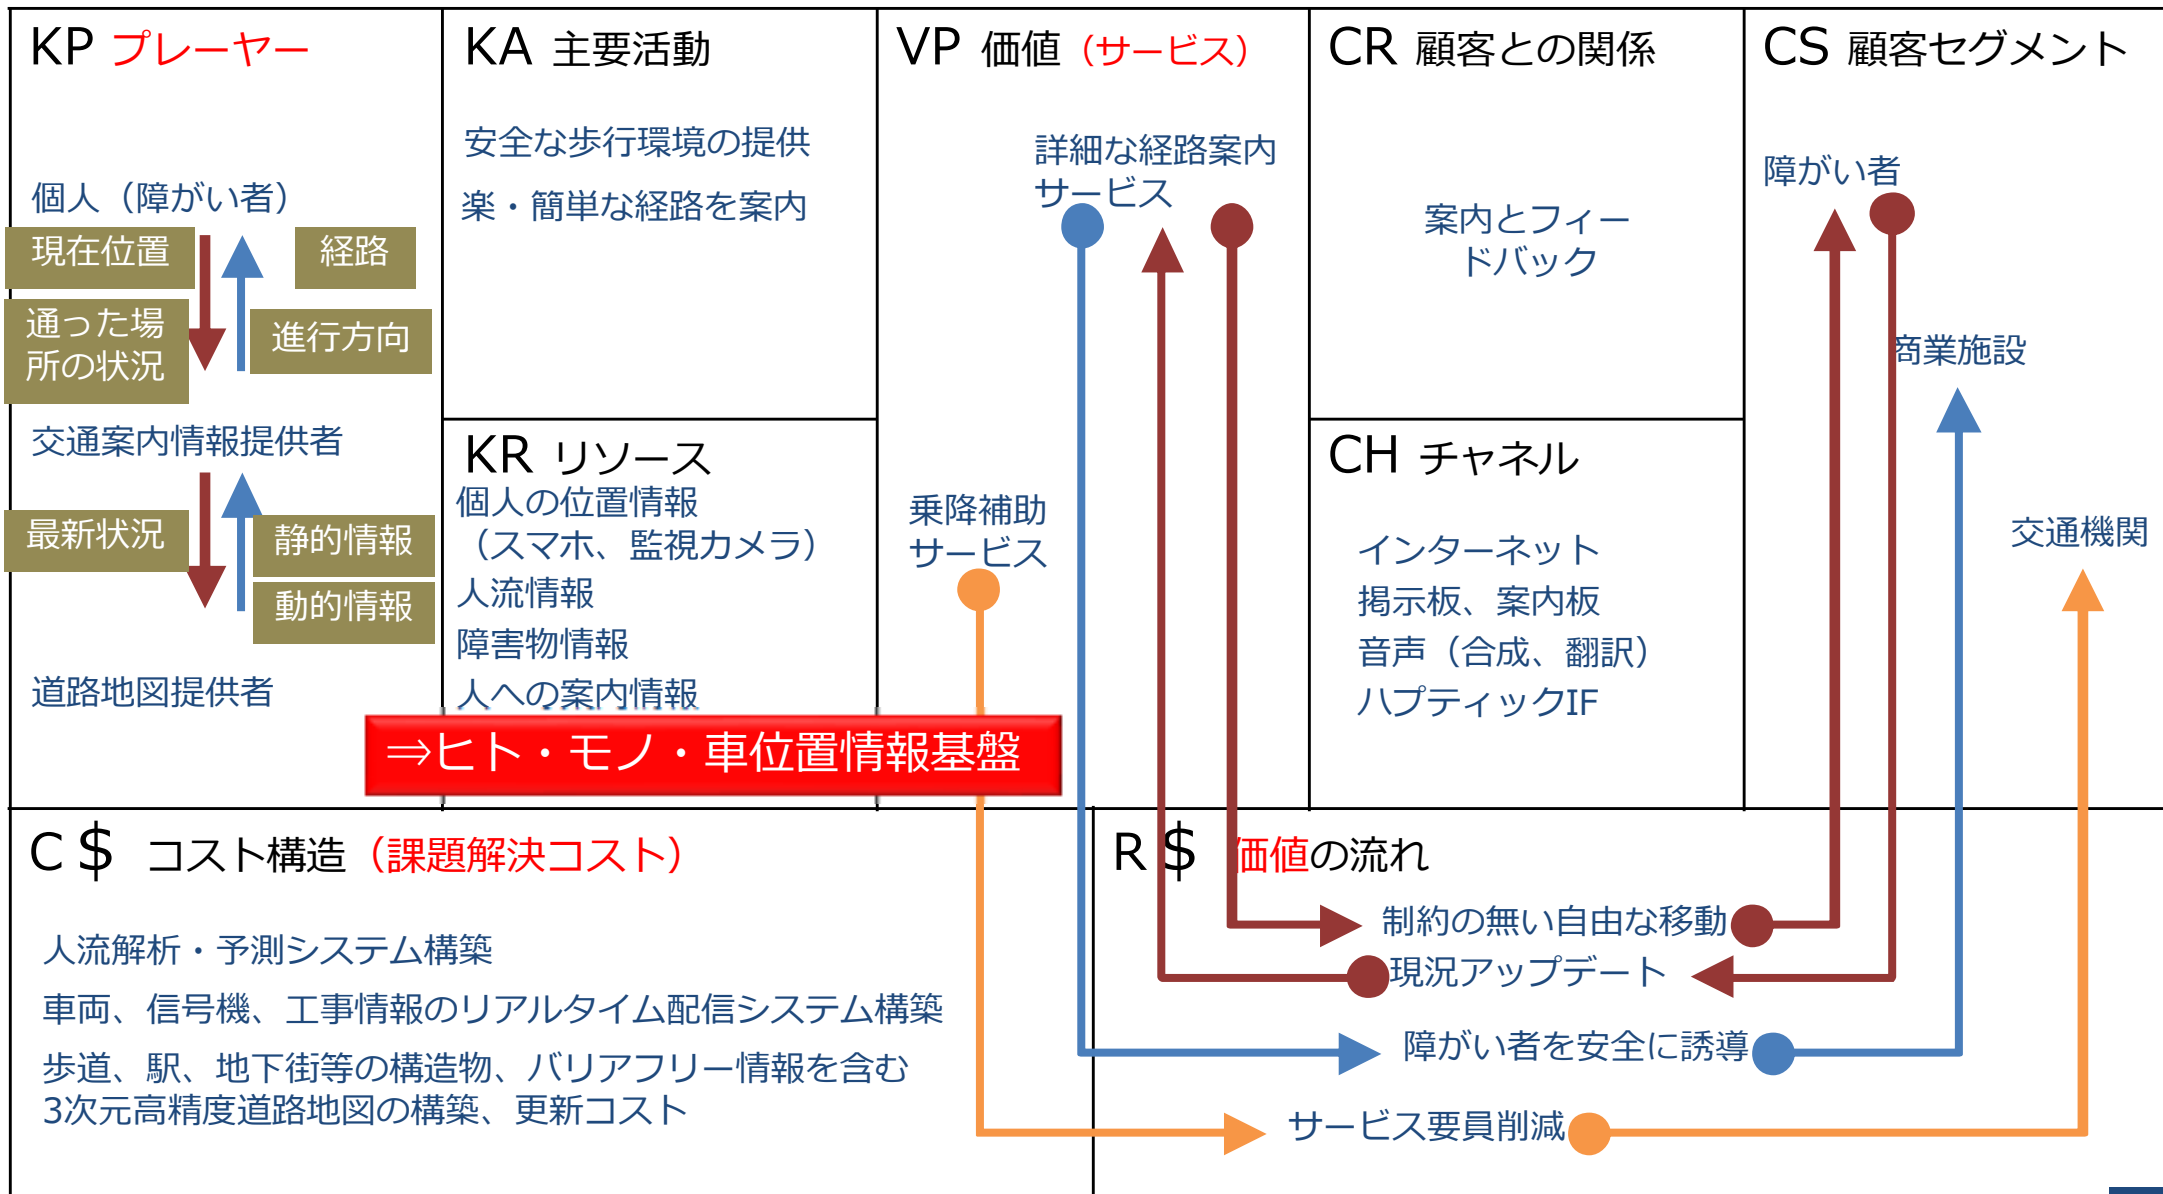 KP プレーヤー
個人（障がい者）
現在位置
経路
通った場
所の状況
進行方向
交通案内情報提供者
最新状況
静的情報
動的情報
道路地図提供者
KA 主要活動
安全な歩行環境の提供
楽・簡単な経路を案内
KR リソース
個人の位置情報
（スマホ、監視カメラ）
人流情報
障害物情報
人への案内情報
⇒ヒト・モノ・車位置情報基盤
VP 価値（サービス）
詳細な経路案内
サービス
乗降補助
サービス
CR 顧客との関係
案内とフィー
ドバック
CH チャネル
インターネット
掲示板、案内板
音声（合成、翻訳）
ハプティックIF
CS 顧客セグメント
障がい者
商業施設
交通機関
C＄ コスト構造（課題解決コスト）
人流解析・予測システム構築
車両、信号機、工事情報のリアルタイム配信システム構築
歩道、駅、地下街等の構造物、バリアフリー情報を含む
3次元高精度道路地図の構築、更新コスト
R＄ 価値の流れ
制約の無い自由な移動
現況アップデート
障がい者を安全に誘導
サービス要員削減